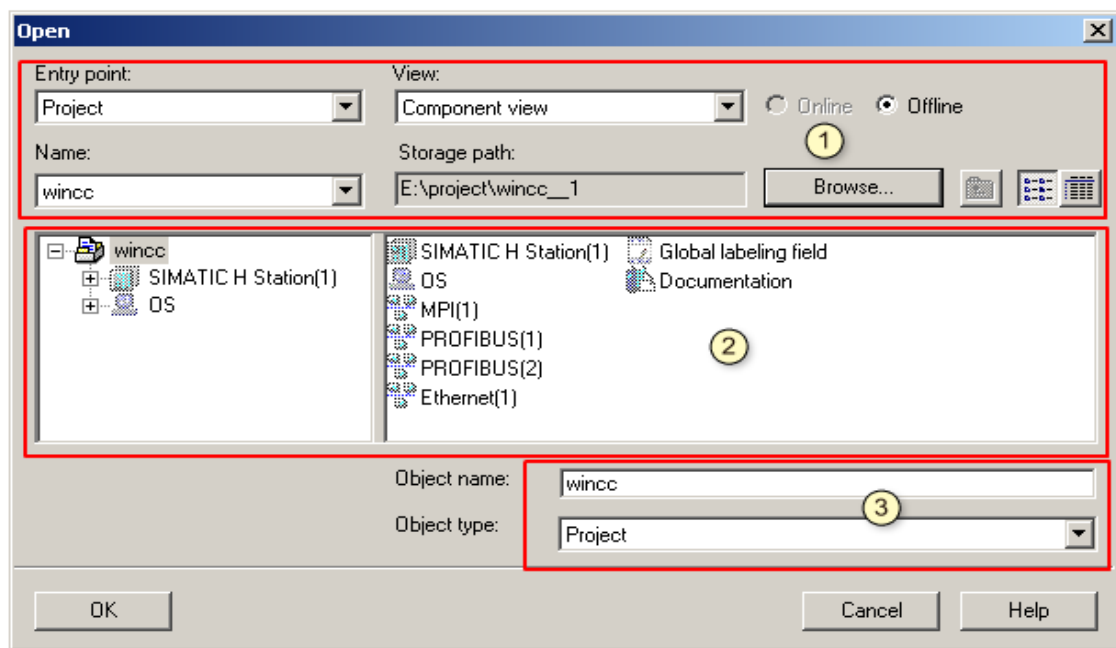 Open
Entry point:
View:
Project
Component view
Online
Offline
1
Name:
Storage path:
wincc
E:\project\wincc__1
Browse...
wincc
SIMATIC H Station(1)
OS
SIMATIC H Station(1)
OS
MPI(1)
PROFIBUS(1)
PROFIBUS(2)
Ethernet(1)
Global labeling field
Documentation
2
Object name:
wincc
3
Object type:
Project
OK
Cancel
Help